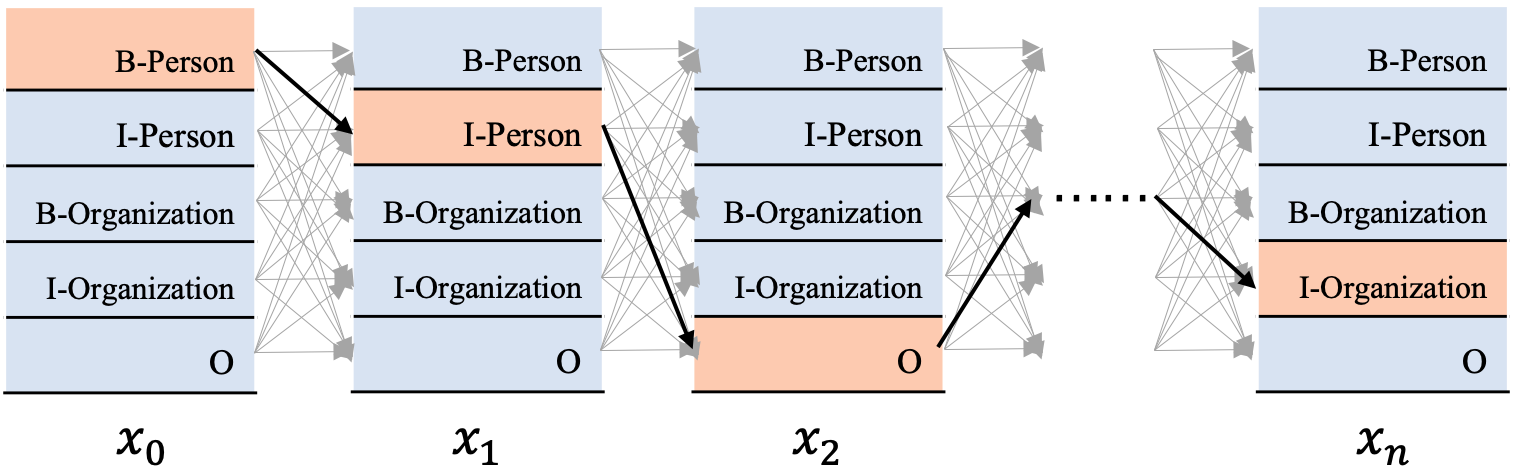 B-Person B-Person B-Person B-Person
I-Person I-Person I-Person I-Person
B-Organization B-Organization B-Organization B-Organization
I-Organization I-Organization I-Organization I-Organization
O O O O
x₀ x₁ x₂ xₙ